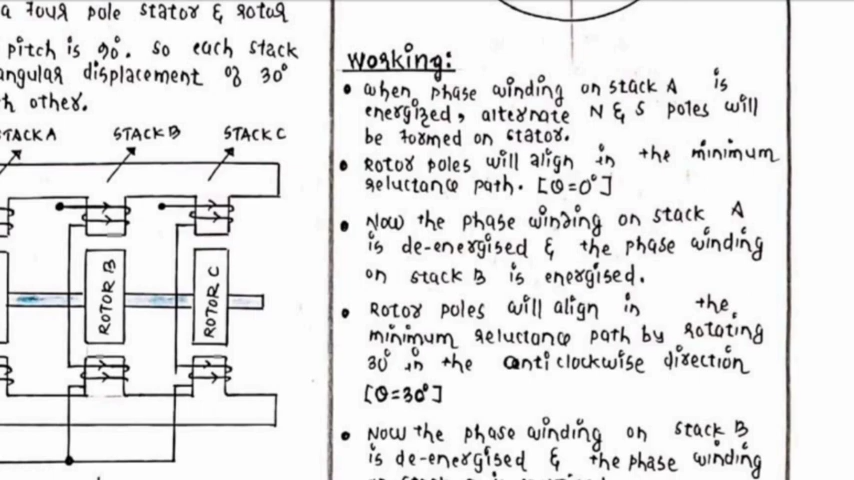 a four pole stator & rotor
pitch is 90°. so each stack
angular displacement of 30°
other.
STACK A STACK B STACK C
ROTOR B
ROTOR C
Working:
• when phase winding on stack A is
energized, alternate N & S poles will
be formed on stator.
• Rotor poles will align in the minimum
reluctance path. [θ=0°]
• Now the phase winding on stack A
is de-energised & the phase winding
on stack B is energised.
• Rotor poles will align in the
minimum reluctance path by rotating
30° in the anti clockwise direction
[θ=30°]
• Now the phase winding on stack B
is de-energised & the phase winding